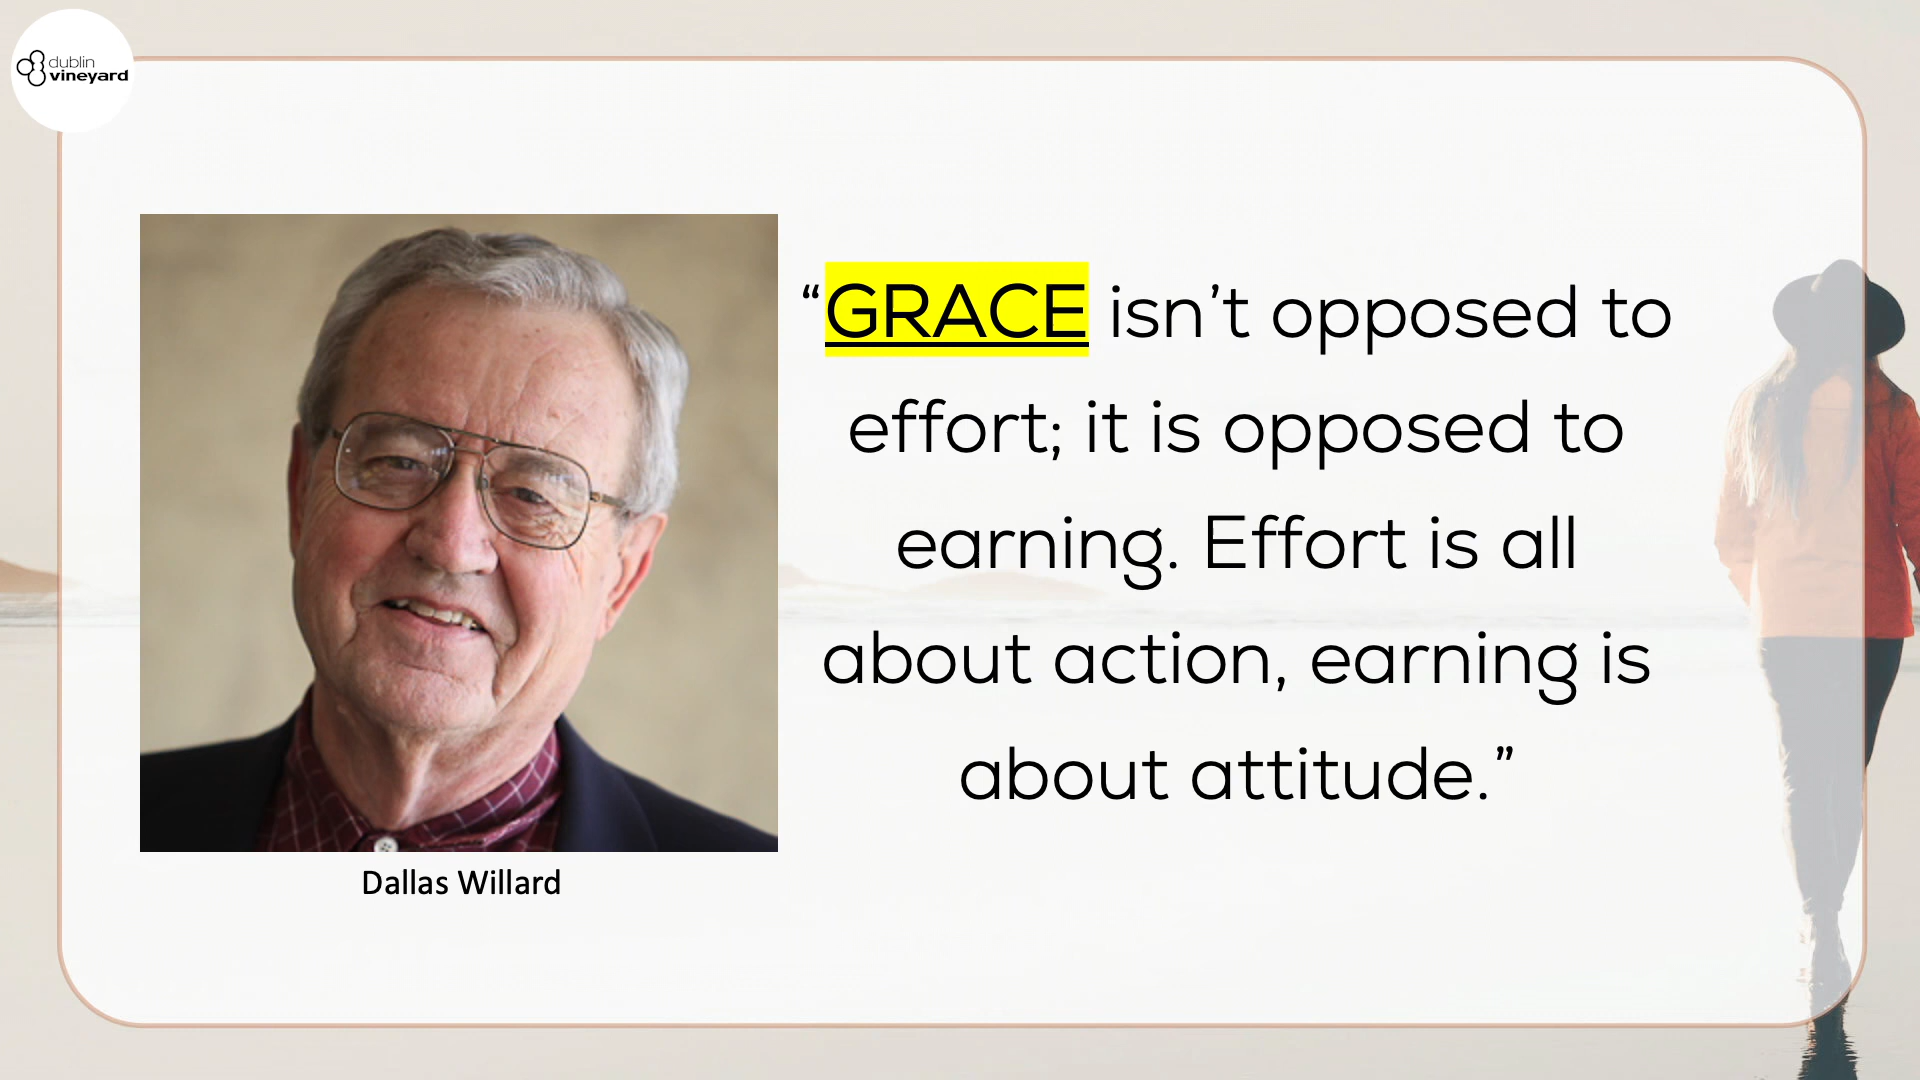 dublin
vineyard
“GRACE isn’t opposed to
effort; it is opposed to
earning. Effort is all
about action, earning is
about attitude.”
Dallas Willard